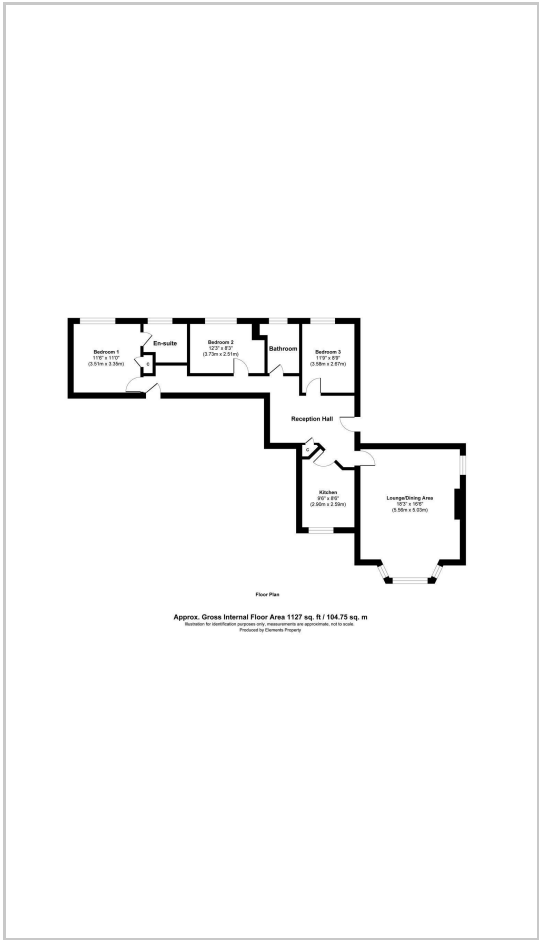 En-suite
Bedroom 2
12'3" x 8'3"
(3.73m x 2.51m)
Bathroom
Bedroom 1
11'6" x 11'0"
(3.51m x 3.35m)
Bedroom 3
11'9" x 8'9"
(3.58m x 2.67m)
C
Reception Hall
C
Kitchen
9'6" x 8'6"
(2.90m x 2.59m)
Lounge/Dining Area
18'3" x 16'6"
(5.56m x 5.03m)
Floor Plan
Approx. Gross Internal Floor Area 1127 sq. ft / 104.75 sq. m
Illustration for identification purposes only, measurements are approximate, not to scale.
Produced by Elements Property